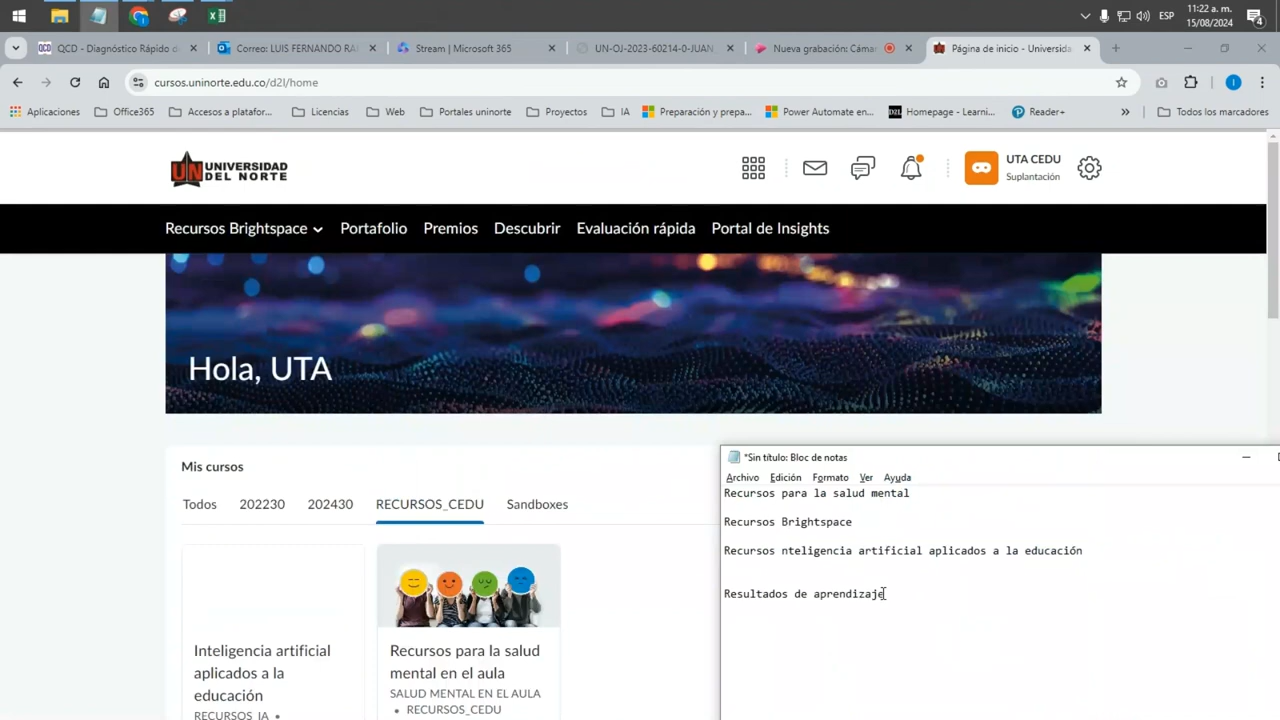 11:22 a. m.
ESP
15/08/2024
4
QCD - Diagnóstico Rápido d
Correo: LUIS FERNANDO RA
Stream | Microsoft 365
UN-OJ-2023-60214-0-JUAN_
Nueva grabación: Cámar
Página de inicio - Universida
cursos.uninorte.edu.co/d2l/home
Aplicaciones
Office365
Accesos a platafor...
Licencias
Web
Portales uninorte
Proyectos
IA
Preparación y prepa...
Power Automate en...
Homepage - Learni...
Reader+
»
Todos los marcadores
UNIVERSIDAD
DEL NORTE
UTA CEDU
Suplantación
Recursos Brightspace
Portafolio
Premios
Descubrir
Evaluación rápida
Portal de Insights
Hola, UTA
Mis cursos
Todos
202230
202430
RECURSOS_CEDU
Sandboxes
Inteligencia artificial
aplicados a la
educación
RECURSOS_IA •
Recursos para la salud
mental en el aula
SALUD MENTAL EN EL AULA
• RECURSOS_CEDU
*Sin título: Bloc de notas
Archivo
Edición
Formato
Ver
Ayuda
Recursos para la salud mental
Recursos Brightspace
Recursos nteligencia artificial aplicados a la educación
Resultados de aprendizaje